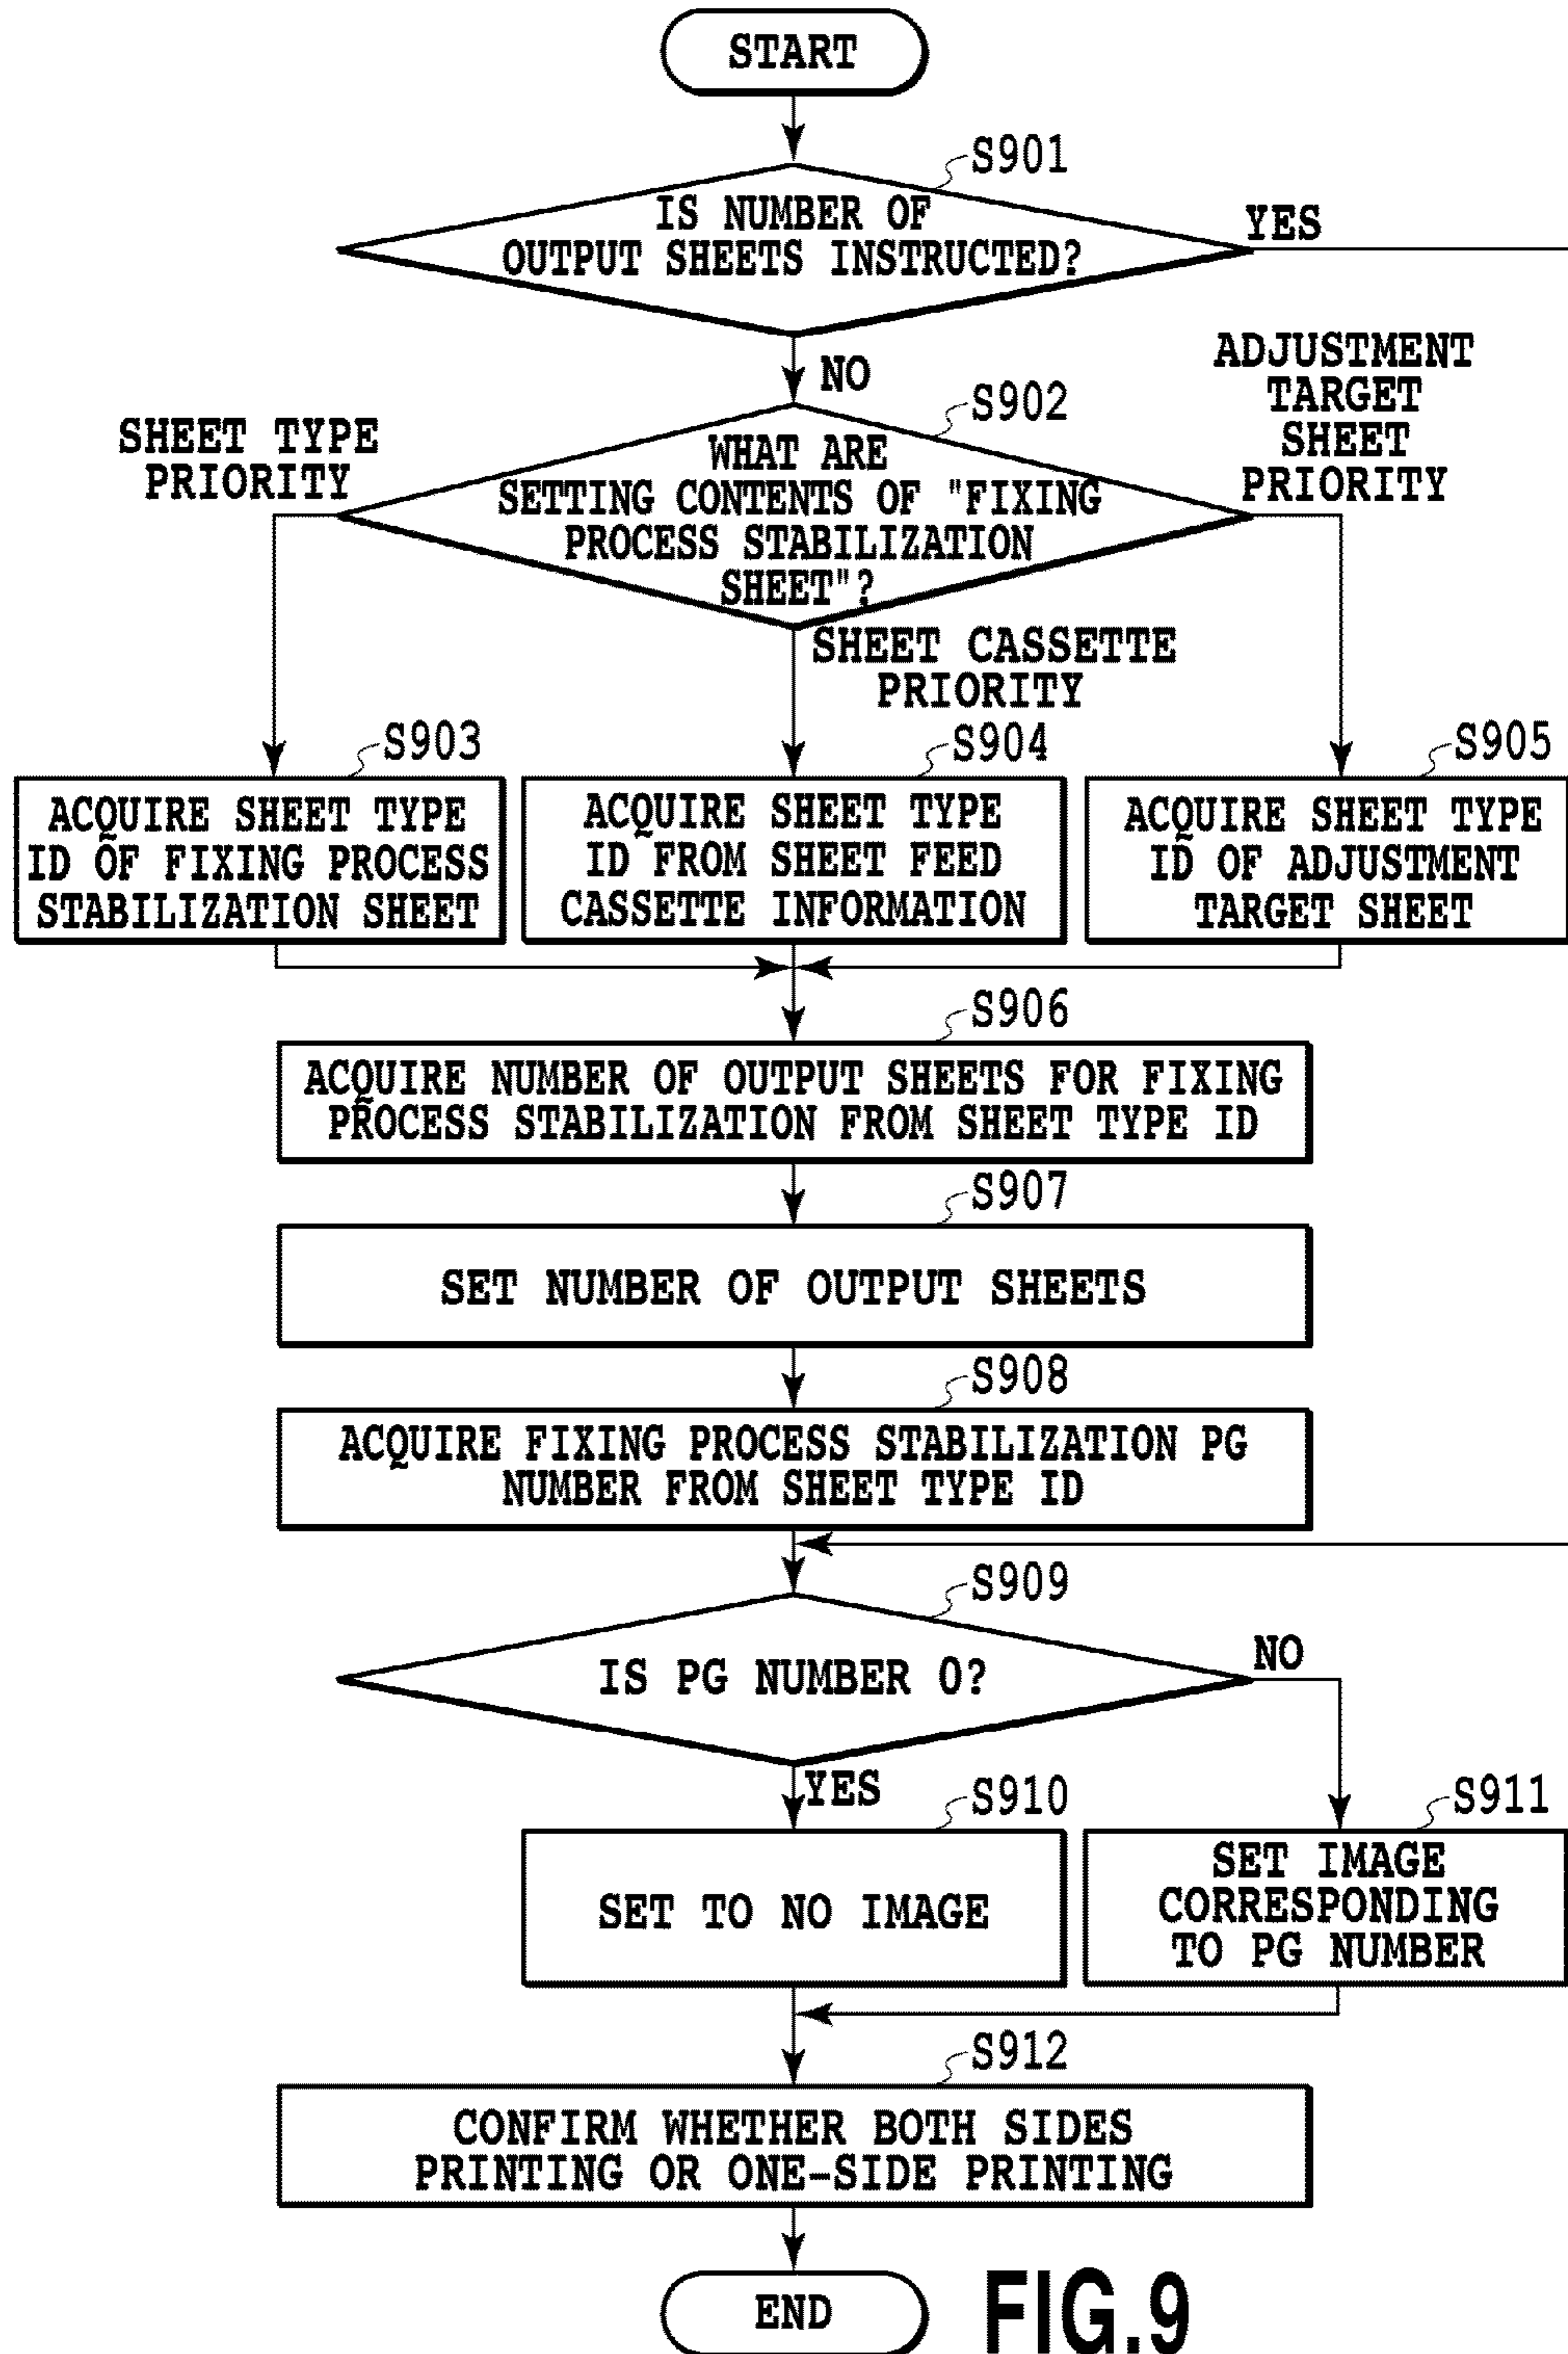 START
S901
IS NUMBER OF
OUTPUT SHEETS INSTRUCTED?
YES
NO
S902
WHAT ARE
SETTING CONTENTS OF "FIXING
PROCESS STABILIZATION
SHEET"?
SHEET TYPE
PRIORITY
SHEET CASSETTE
PRIORITY
ADJUSTMENT
TARGET
SHEET
PRIORITY
S903
ACQUIRE SHEET TYPE
ID OF FIXING PROCESS
STABILIZATION SHEET
S904
ACQUIRE SHEET TYPE
ID FROM SHEET FEED
CASSETTE INFORMATION
S905
ACQUIRE SHEET TYPE
ID OF ADJUSTMENT
TARGET SHEET
S906
ACQUIRE NUMBER OF OUTPUT SHEETS FOR FIXING
PROCESS STABILIZATION FROM SHEET TYPE ID
S907
SET NUMBER OF OUTPUT SHEETS
S908
ACQUIRE FIXING PROCESS STABILIZATION PG
NUMBER FROM SHEET TYPE ID
S909
IS PG NUMBER 0?
NO
YES
S910
SET TO NO IMAGE
S911
SET IMAGE
CORRESPONDING
TO PG NUMBER
S912
CONFIRM WHETHER BOTH SIDES
PRINTING OR ONE-SIDE PRINTING
END
FIG.9